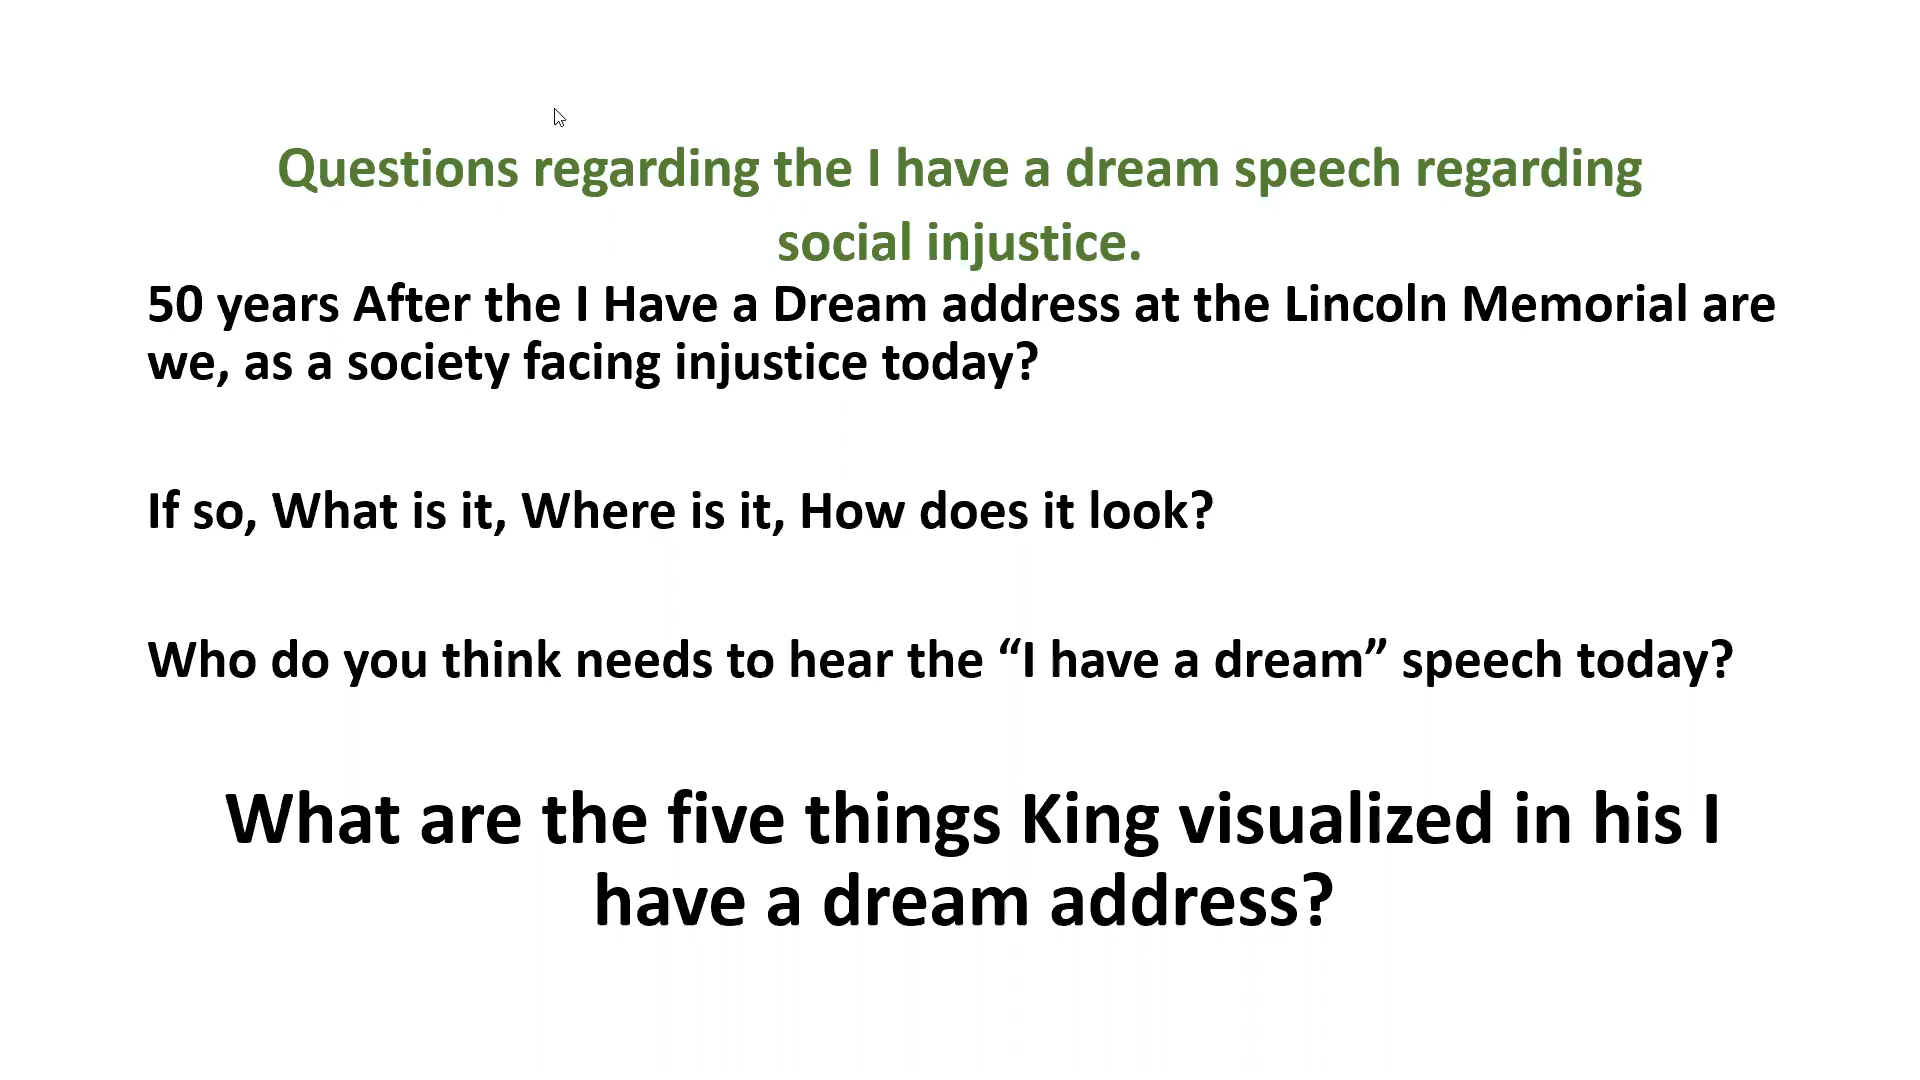 Questions regarding the I have a dream speech regarding
social injustice.
50 years After the I Have a Dream address at the Lincoln Memorial are
we, as a society facing injustice today?
If so, What is it, Where is it, How does it look?
Who do you think needs to hear the “I have a dream” speech today?
What are the five things King visualized in his I
have a dream address?